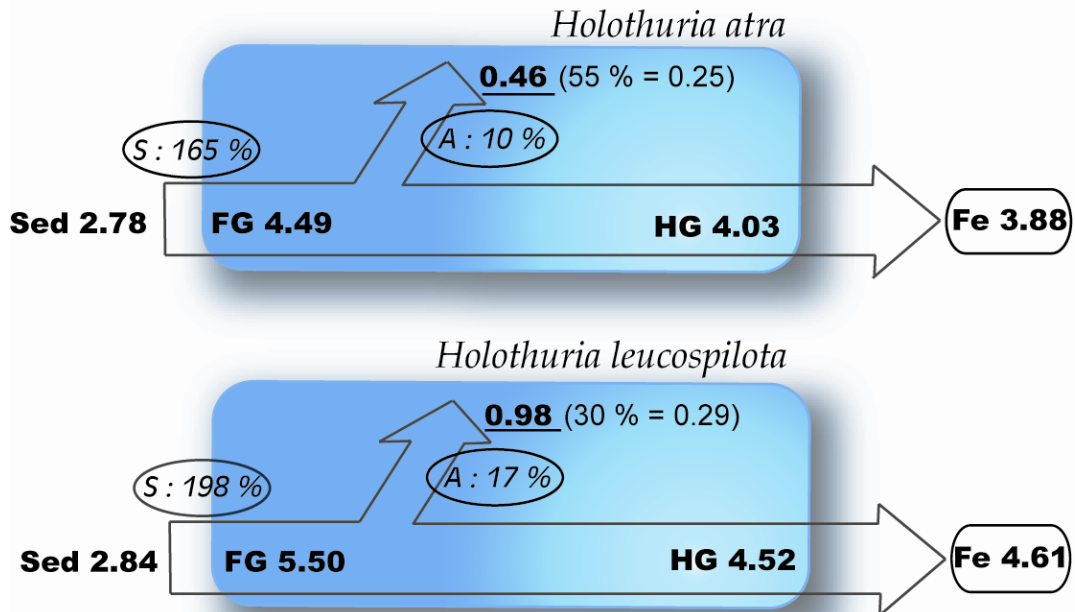 Holothuria atra
0.46 (55 % = 0.25)
S : 165 %
A : 10 %
Sed 2.78
FG 4.49
HG 4.03
Fe 3.88
Holothuria leucospilota
0.98 (30 % = 0.29)
S : 198 %
A : 17 %
Sed 2.84
FG 5.50
HG 4.52
Fe 4.61